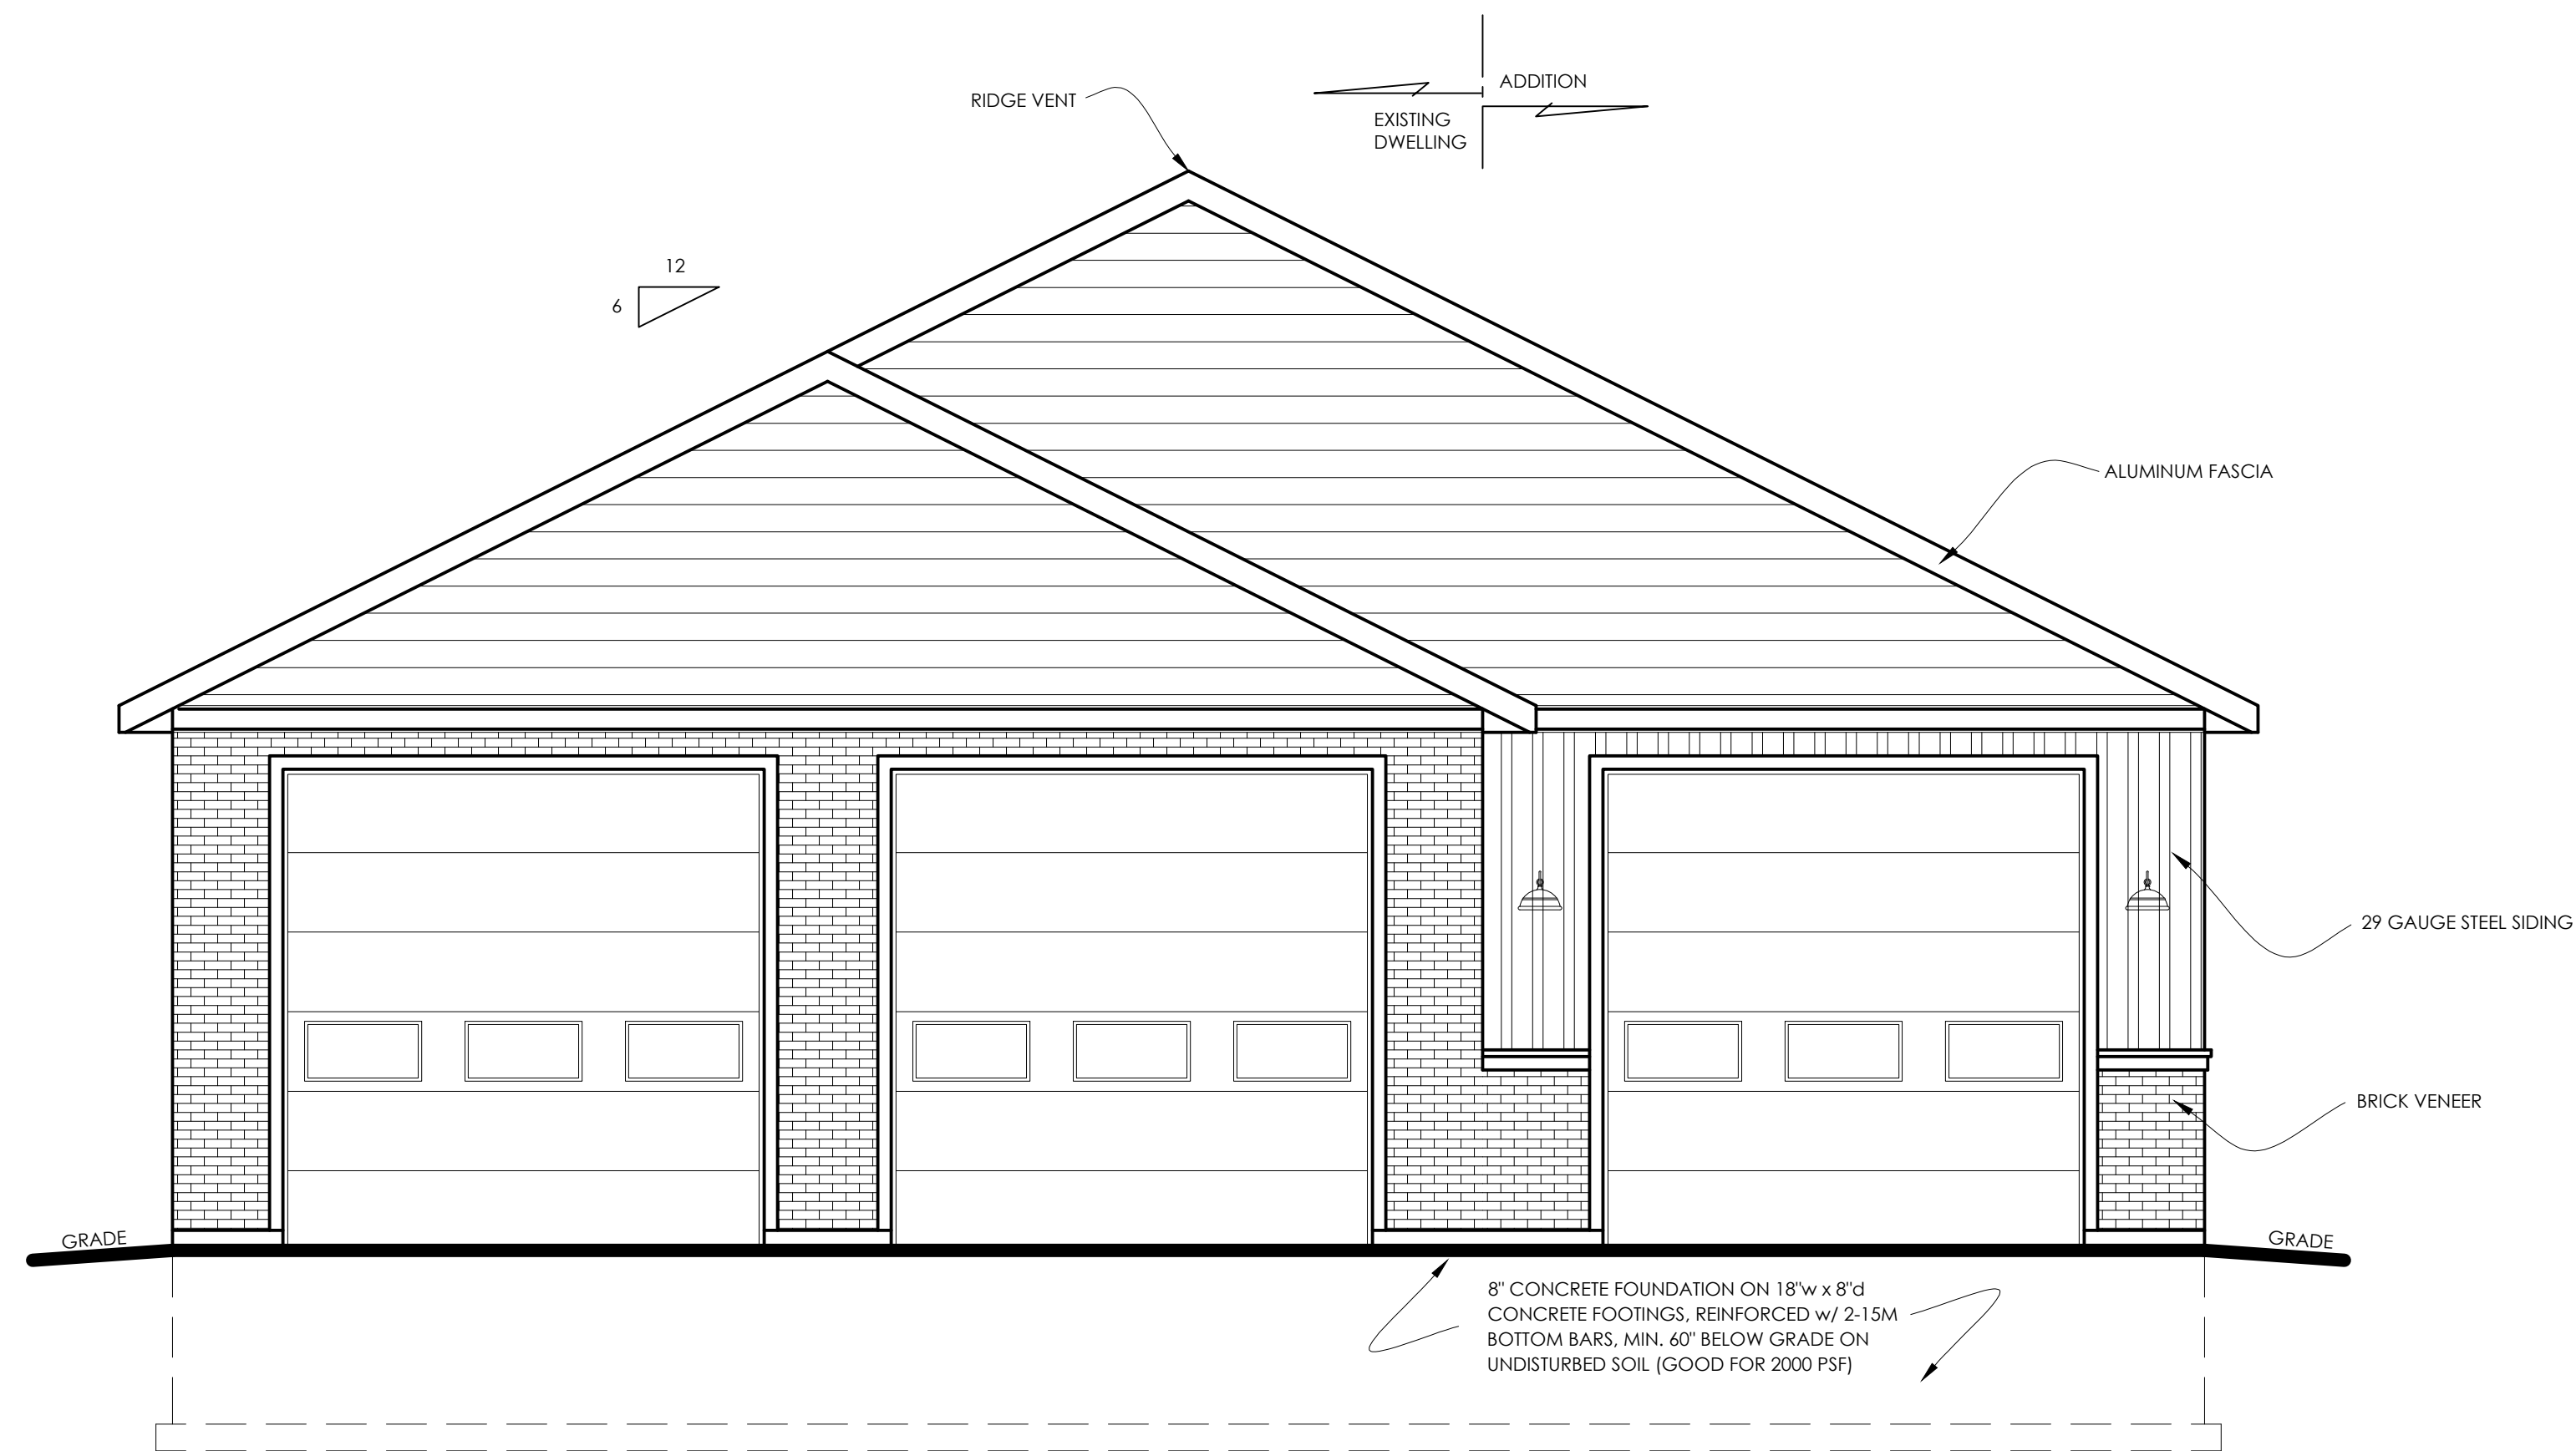 ADDITION
RIDGE VENT
EXISTING
DWELLING
12
6
ALUMINUM FASCIA
29 GAUGE STEEL SIDING
BRICK VENEER
GRADE
GRADE
8" CONCRETE FOUNDATION ON 18"w x 8"d
CONCRETE FOOTINGS, REINFORCED w/ 2-15M
BOTTOM BARS, MIN. 60" BELOW GRADE ON
UNDISTURBED SOIL (GOOD FOR 2000 PSF)